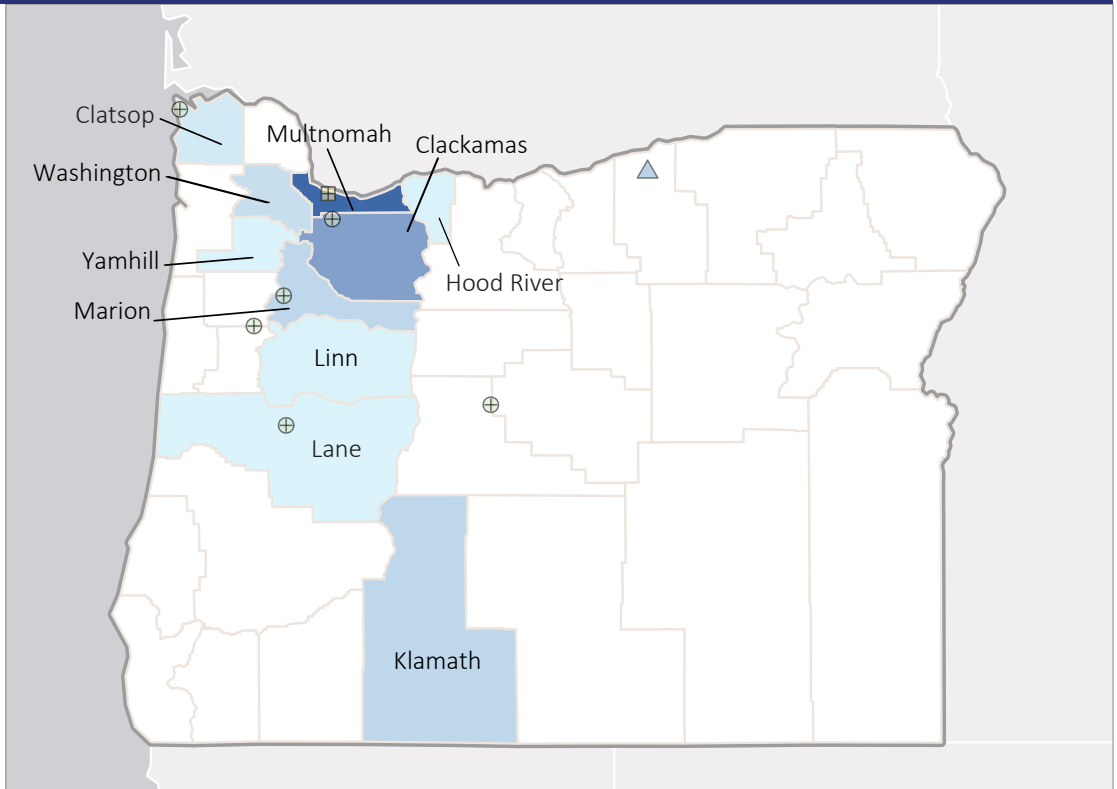 Clatsop
Multnomah
Clackamas
Washington
Yamhill
Hood River
Marion
Linn
Lane
Klamath